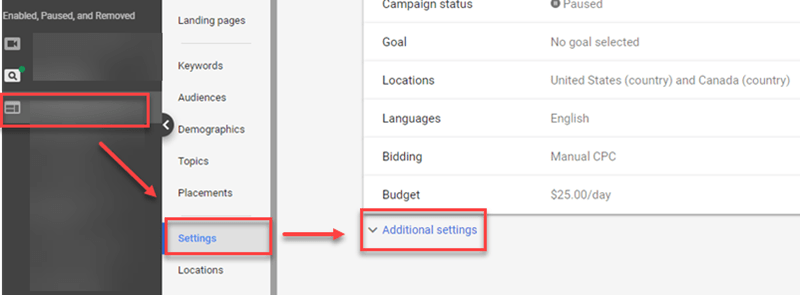 Enabled, Paused, and Removed
Landing pages
Keywords
Audiences
Demographics
Topics
Placements
Settings
Locations
Campaign status Paused
Goal No goal selected
Locations United States (country) and Canada (country)
Languages English
Bidding Manual CPC
Budget $25.00/day
Additional settings